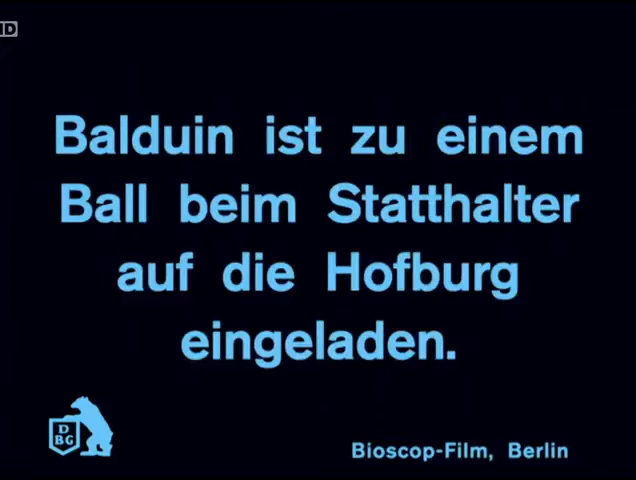 Balduin ist zu einem
Ball beim Statthalter
auf die Hofburg
eingeladen.
D
BG
Bioscop-Film, Berlin